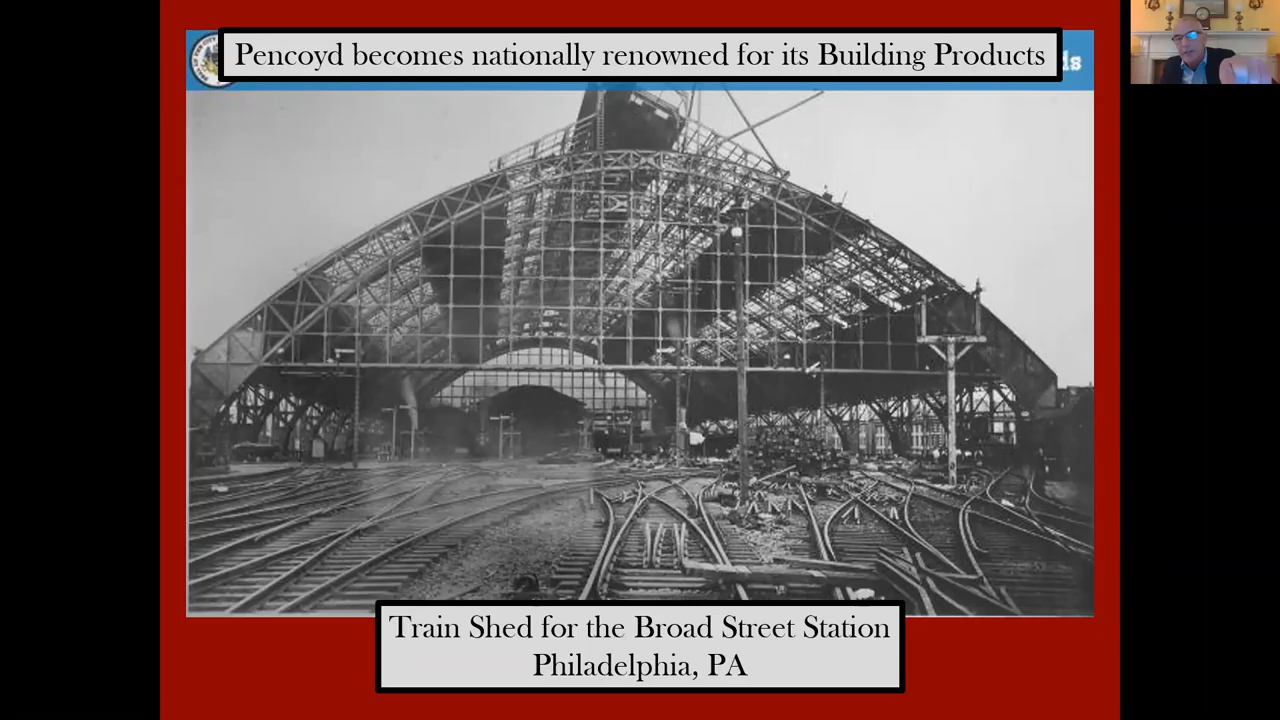 Pencoyd becomes nationally renowned for its Building Products
Train Shed for the Broad Street Station
Philadelphia, PA